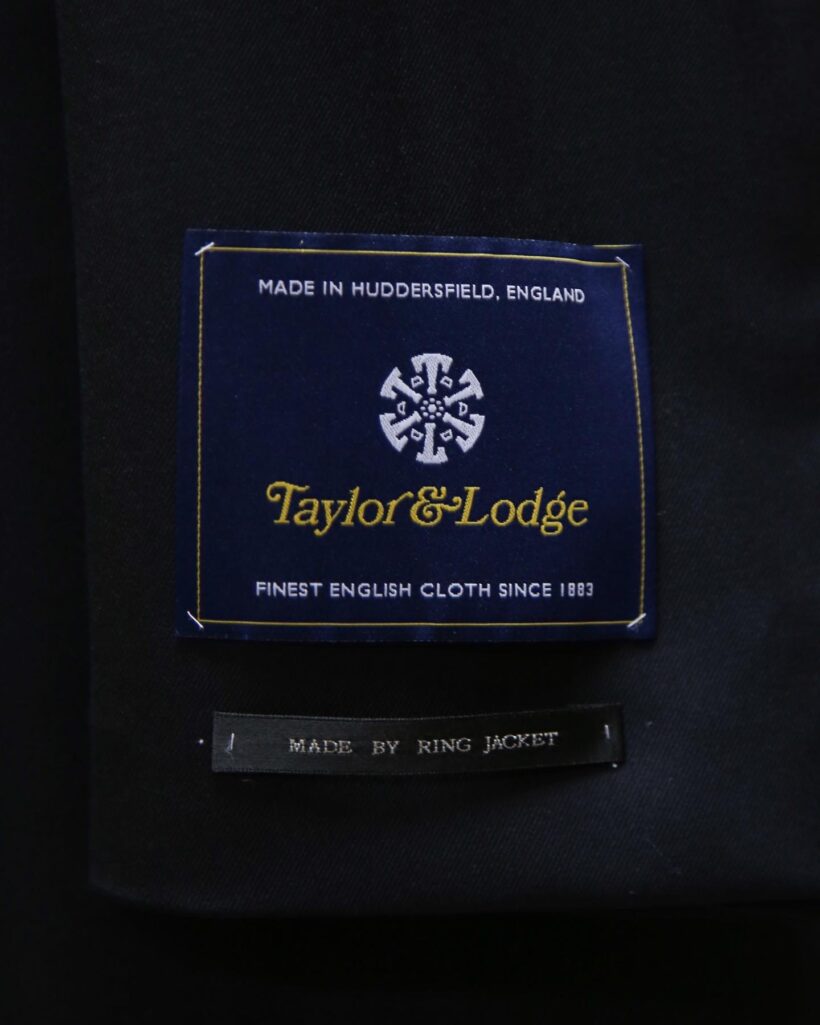 MADE IN HUDDERSFIELD, ENGLAND
Taylor & Lodge
FINEST ENGLISH CLOTH SINCE 1883
MADE BY RING JACKET